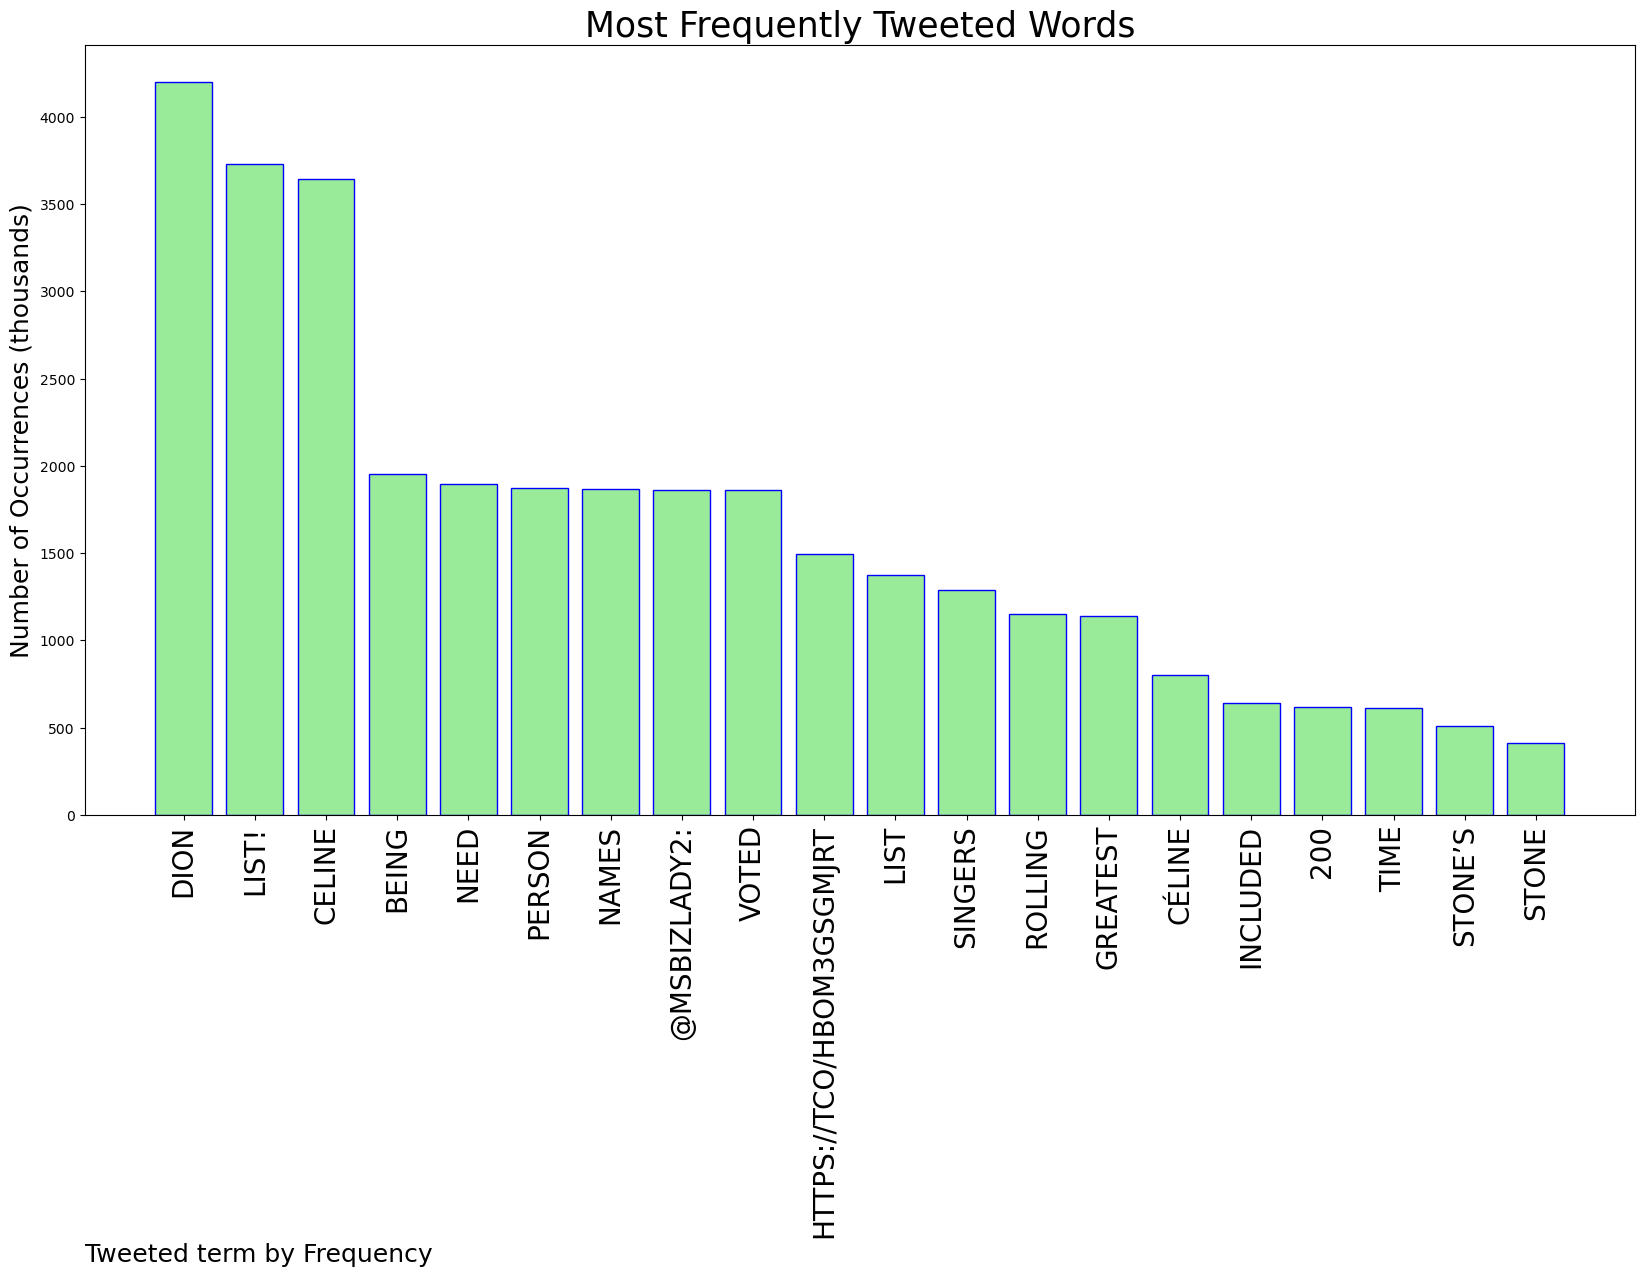 Most Frequently Tweeted Words
Number of Occurrences (thousands)
4000
3500
3000
2500
2000
1500
1000
500
0
DION
LIST!
CELINE
BEING
NEED
PERSON
NAMES
@MSBIZLADY2:
VOTED
HTTPS://TCO/HBOM3GSGMJRT
LIST
SINGERS
ROLLING
GREATEST
CÉLINE
INCLUDED
200
TIME
STONE’S
STONE
Tweeted term by Frequency